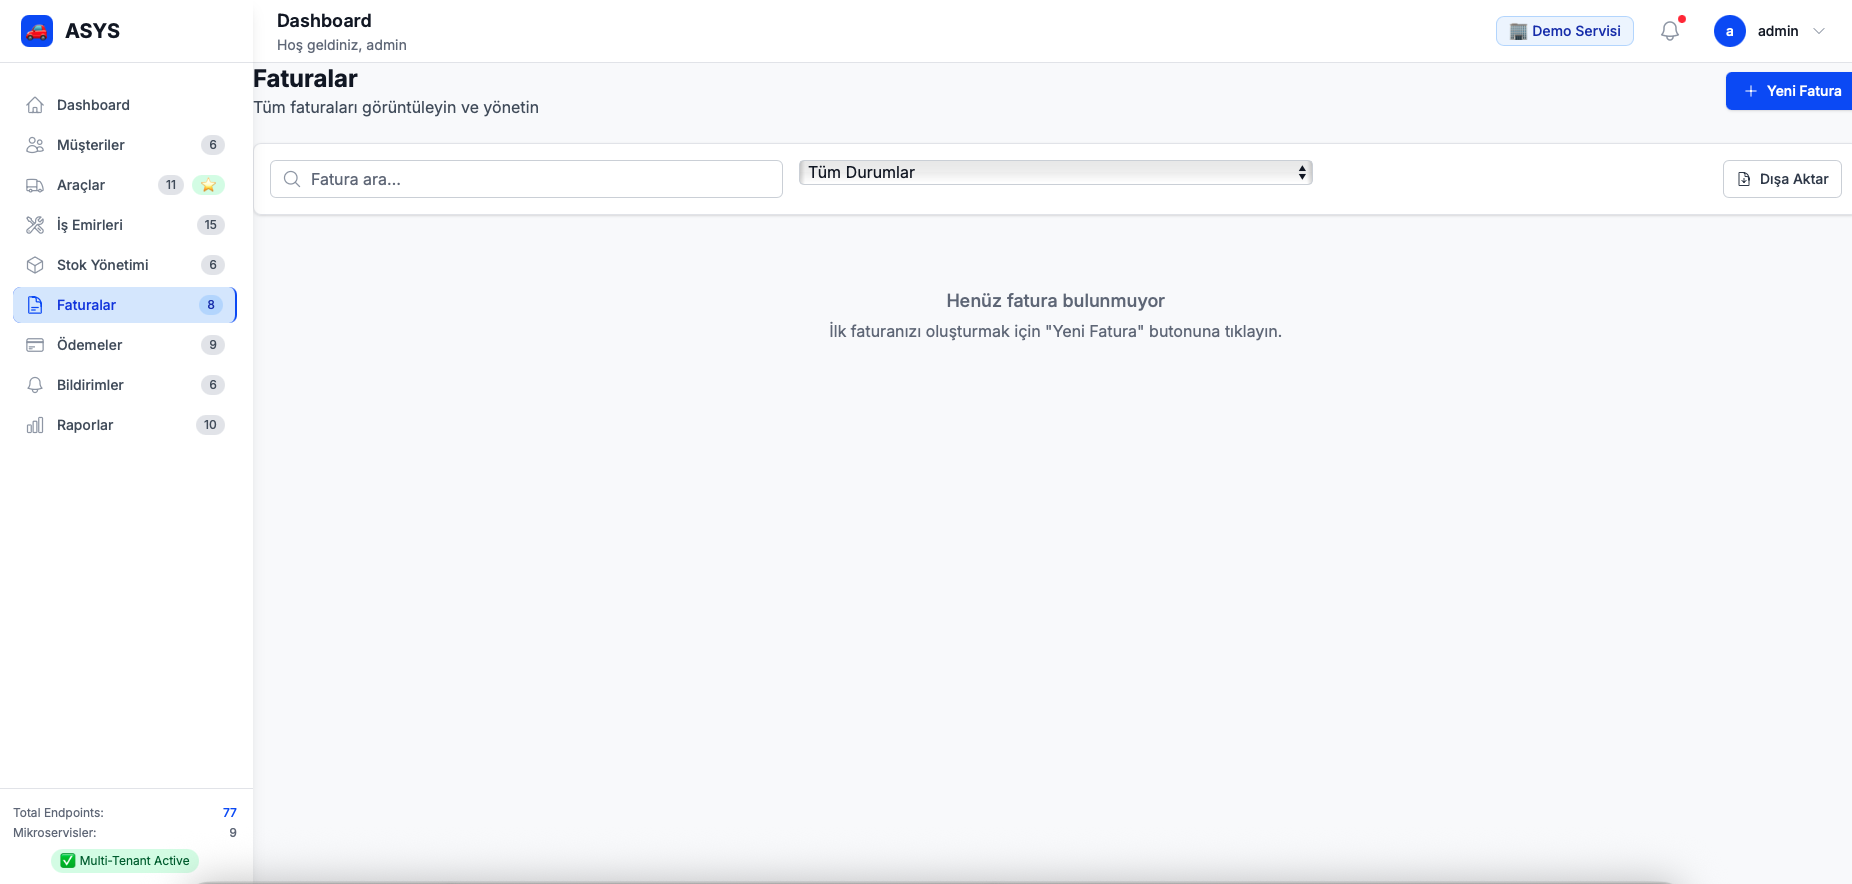 ASYS
Dashboard
Hoş geldiniz, admin
Demo Servisi
a
admin
Dashboard
Müşteriler 6
Araçlar 11
İş Emirleri 15
Stok Yönetimi 6
Faturalar 8
Ödemeler 9
Bildirimler 6
Raporlar 10
Total Endpoints: 77
Mikroservisler: 9
Multi-Tenant Active
Faturalar
Tüm faturaları görüntüleyin ve yönetin
Yeni Fatura
Fatura ara...
Tüm Durumlar
Dışa Aktar
Henüz fatura bulunmuyor
İlk faturanızı oluşturmak için "Yeni Fatura" butonuna tıklayın.